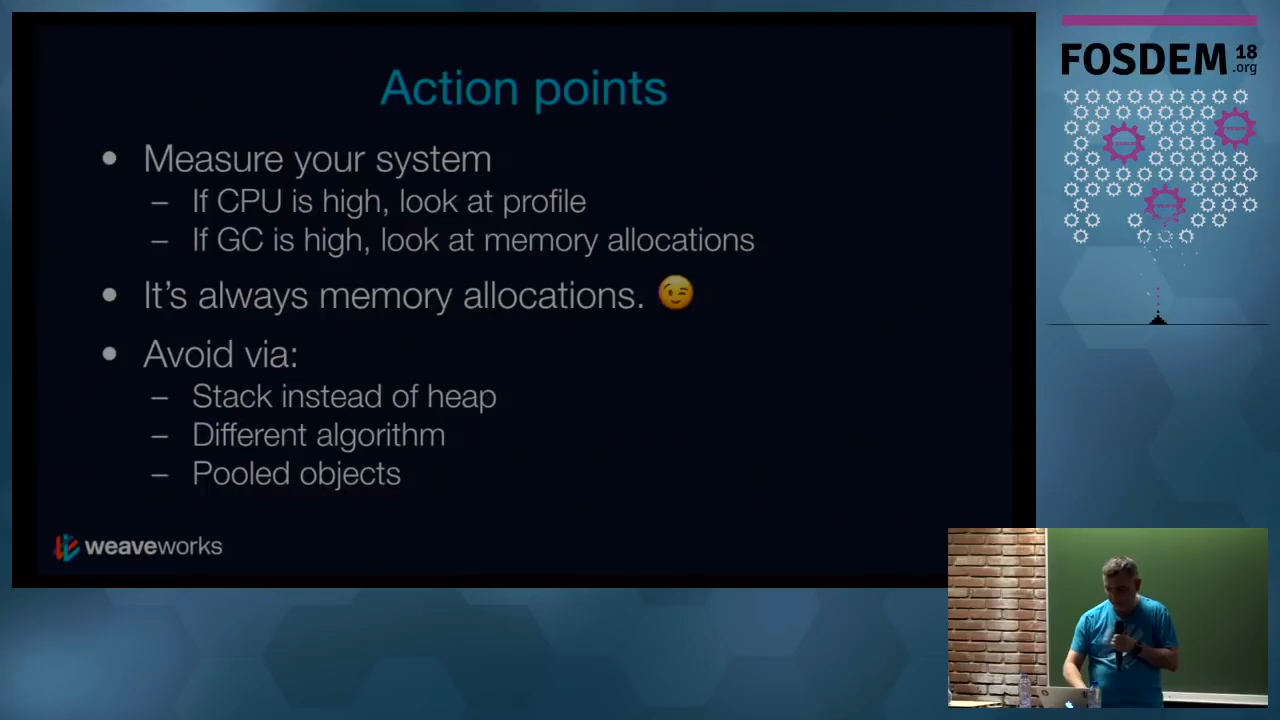 Action points
• Measure your system
– If CPU is high, look at profile
– If GC is high, look at memory allocations
• It’s always memory allocations. 😉
• Avoid via:
– Stack instead of heap
– Different algorithm
– Pooled objects
weaveworks
FOSDEM 18
.org